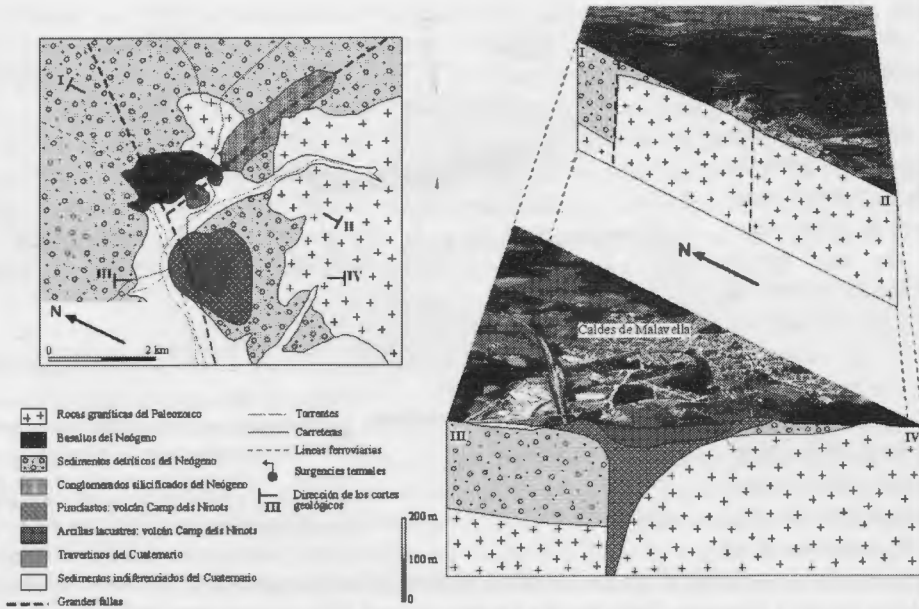 I
II
III
IV
N
0
2 km
Rocas graníticas del Paleozoico
Basaltos del Neógeno
Sedimentos detríticos del Neógeno
Conglomerados silicificados del Neógeno
Piroclastos: volcán Camp dels Ninots
Arcillas lacustres: volcán Camp dels Ninots
Travertinos del Cuaternario
Sedimentos indiferenciados del Cuaternario
Grandes fallas
Torrentes
Carreteras
Líneas ferroviarias
Surgencias termales
Dirección de los cortes
geológicos
III
I
II
N
Caldes de Malavella
III
IV
200 m
100 m
0